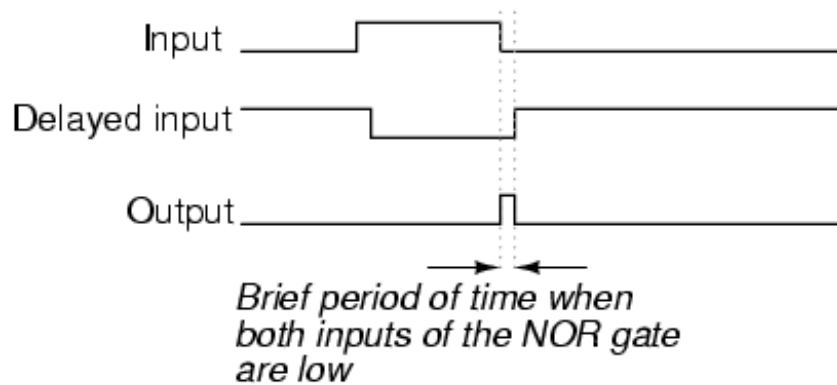 Input
Delayed input
Output
Brief period of time when
both inputs of the NOR gate
are low